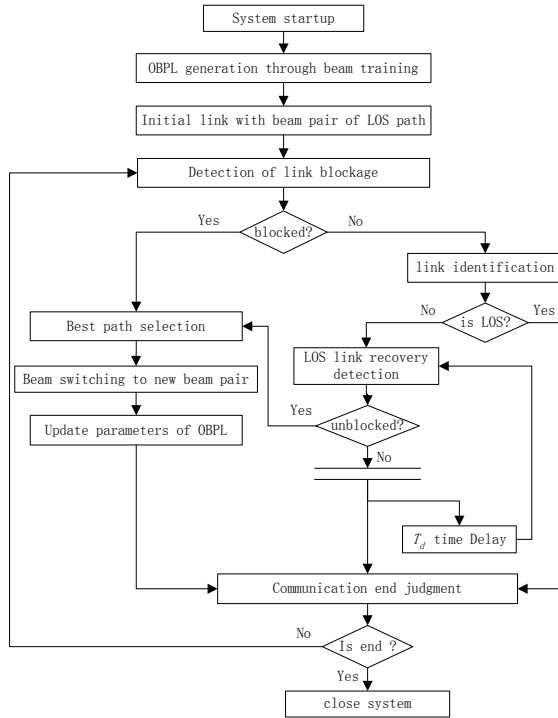 System startup
OBPL generation through beam training
Initial link with beam pair of LOS path
Detection of link blockage
Yes
blocked?
No
link identification
No
is LOS?
Yes
Best path selection
LOS link recovery
detection
Beam switching to new beam pair
Yes
unblocked?
Update parameters of OBPL
No
T_d time Delay
Communication end judgment
No
Is end ?
Yes
close system